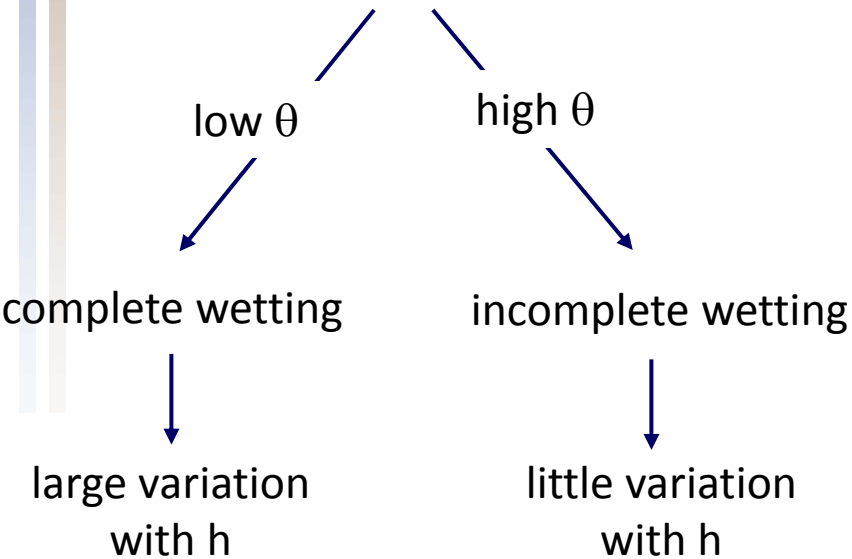 low θ
high θ
complete wetting
incomplete wetting
large variation
with h
little variation
with h